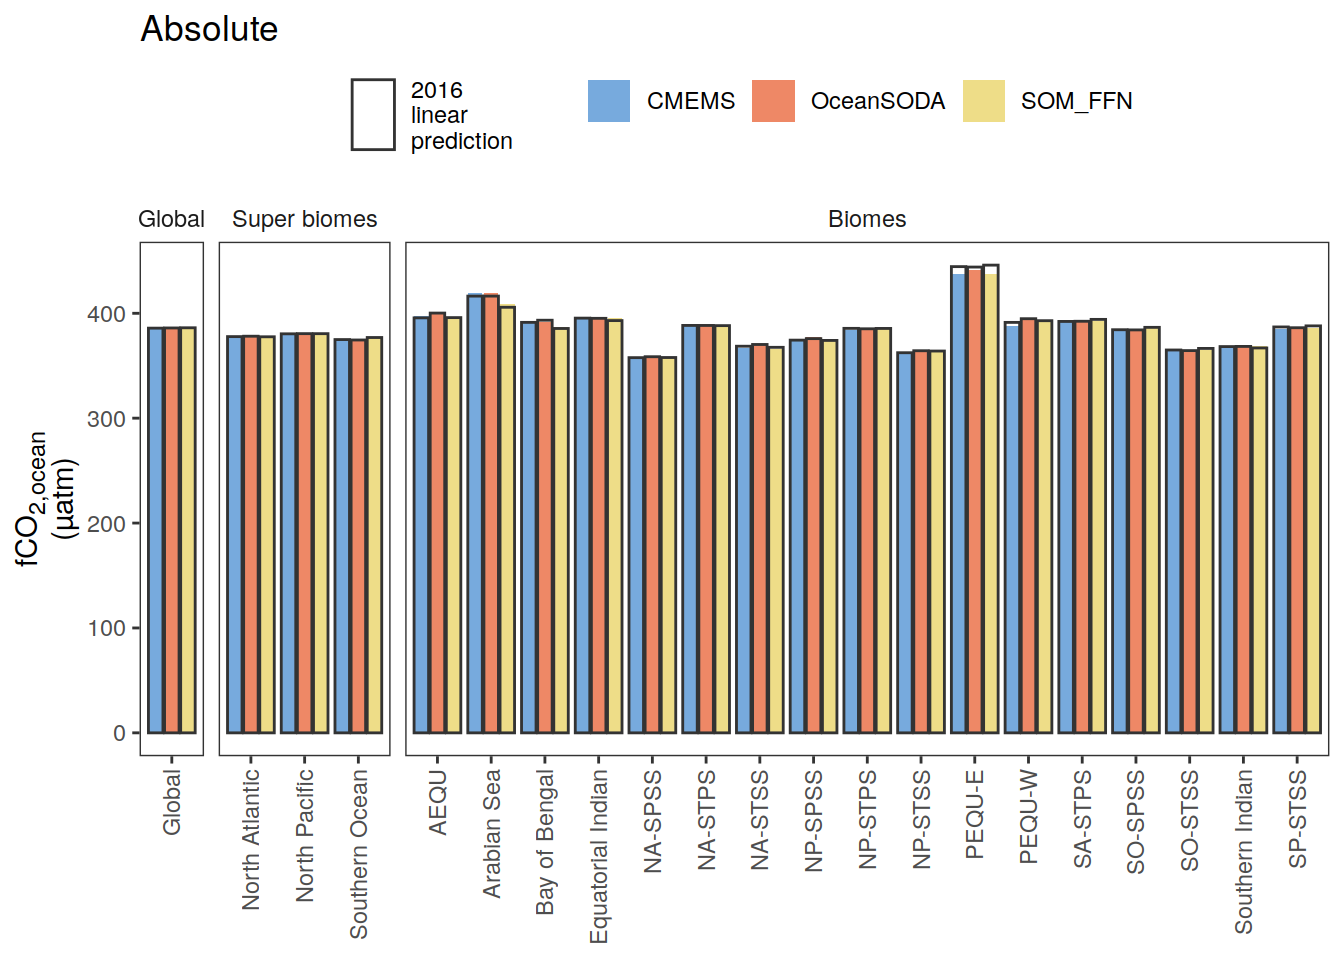 Absolute
2016
linear
prediction
CMEMS
OceanSODA
SOM_FFN
Global
Super biomes
Biomes
fCO2,ocean
(µatm)
400
300
200
100
0
Global
North Atlantic
North Pacific
Southern Ocean
AEQU
Arabian Sea
Bay of Bengal
Equatorial Indian
NA-SPSS
NA-STPS
NA-STSS
NP-SPSS
NP-STPS
NP-STSS
PEQU-E
PEQU-W
SA-STPS
SO-SPSS
SO-STSS
Southern Indian
SP-STSS